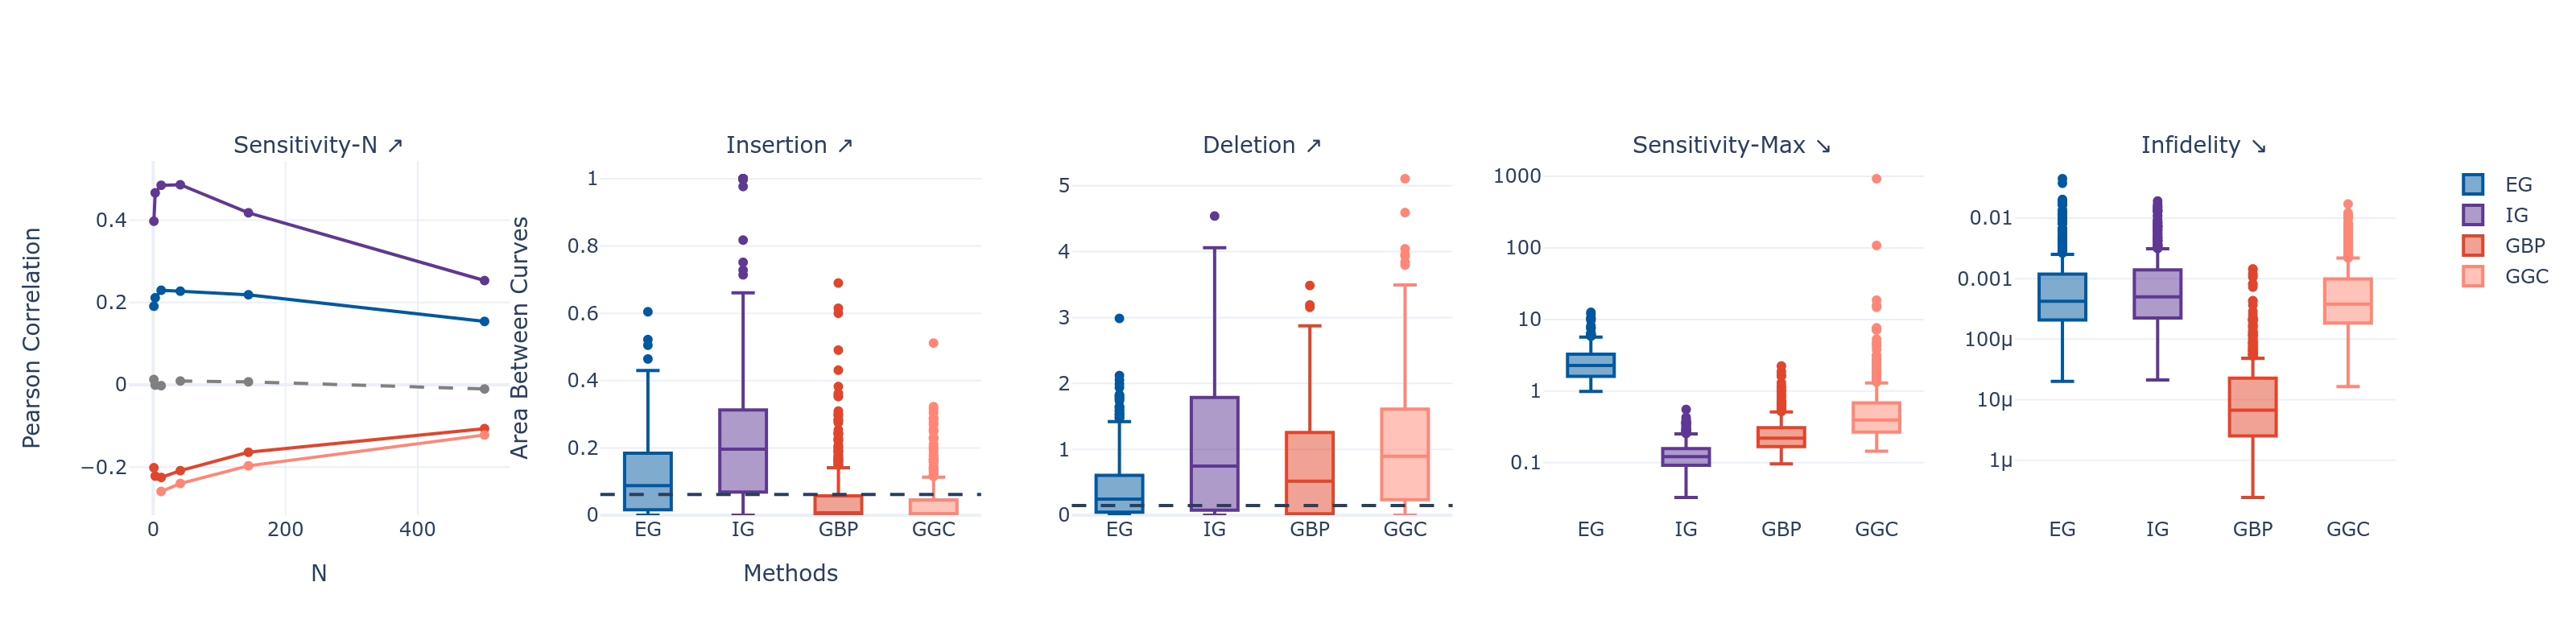 Sensitivity-N ↗
Pearson Correlation
0.4
0.2
0
−0.2
0 200 400
N
Insertion ↗
Area Between Curves
1
0.8
0.6
0.4
0.2
0
EG IG GBP GGC
Methods
Deletion ↗
5
4
3
2
1
0
EG IG GBP GGC
Sensitivity-Max ↘
1000
100
10
1
0.1
EG IG GBP GGC
Infidelity ↘
0.01
0.001
100μ
10μ
1μ
EG IG GBP GGC
EG
IG
GBP
GGC